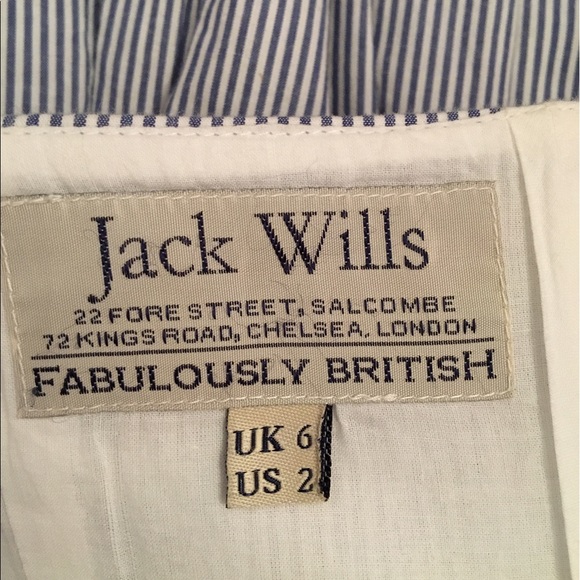 Jack Wills
22 FORE STREET, SALCOMBE
72 KINGS ROAD, CHELSEA, LONDON
FABULOUSLY BRITISH
UK 6
US 2